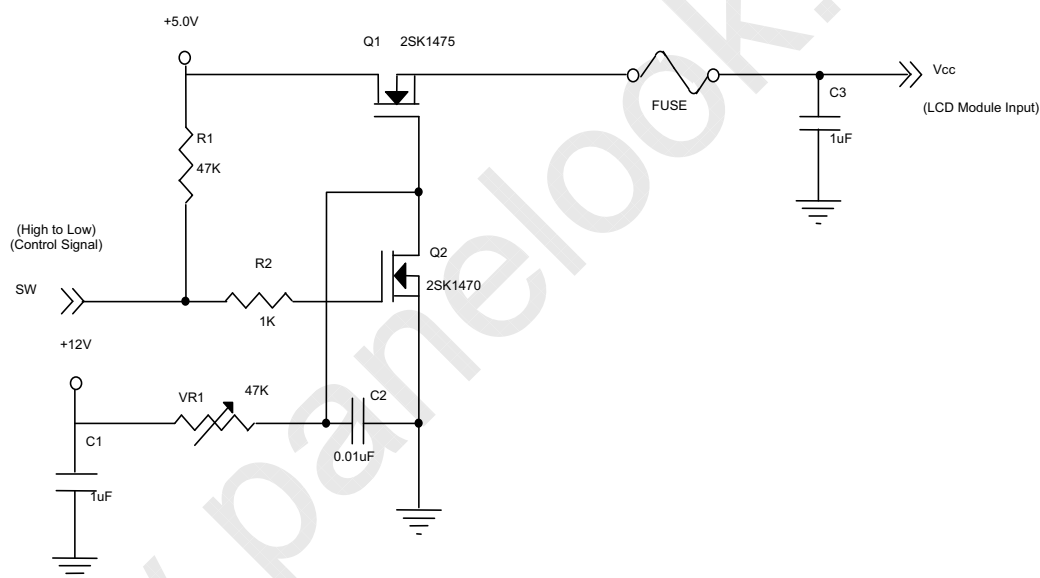 +5.0V
Q1 2SK1475
Vcc
FUSE
C3
(LCD Module Input)
R1
1uF
47K
(High to Low)
(Control Signal)
Q2
R2
SW
2SK1470
1K
+12V
VR1
47K
C2
C1
0.01uF
1uF
panelook.